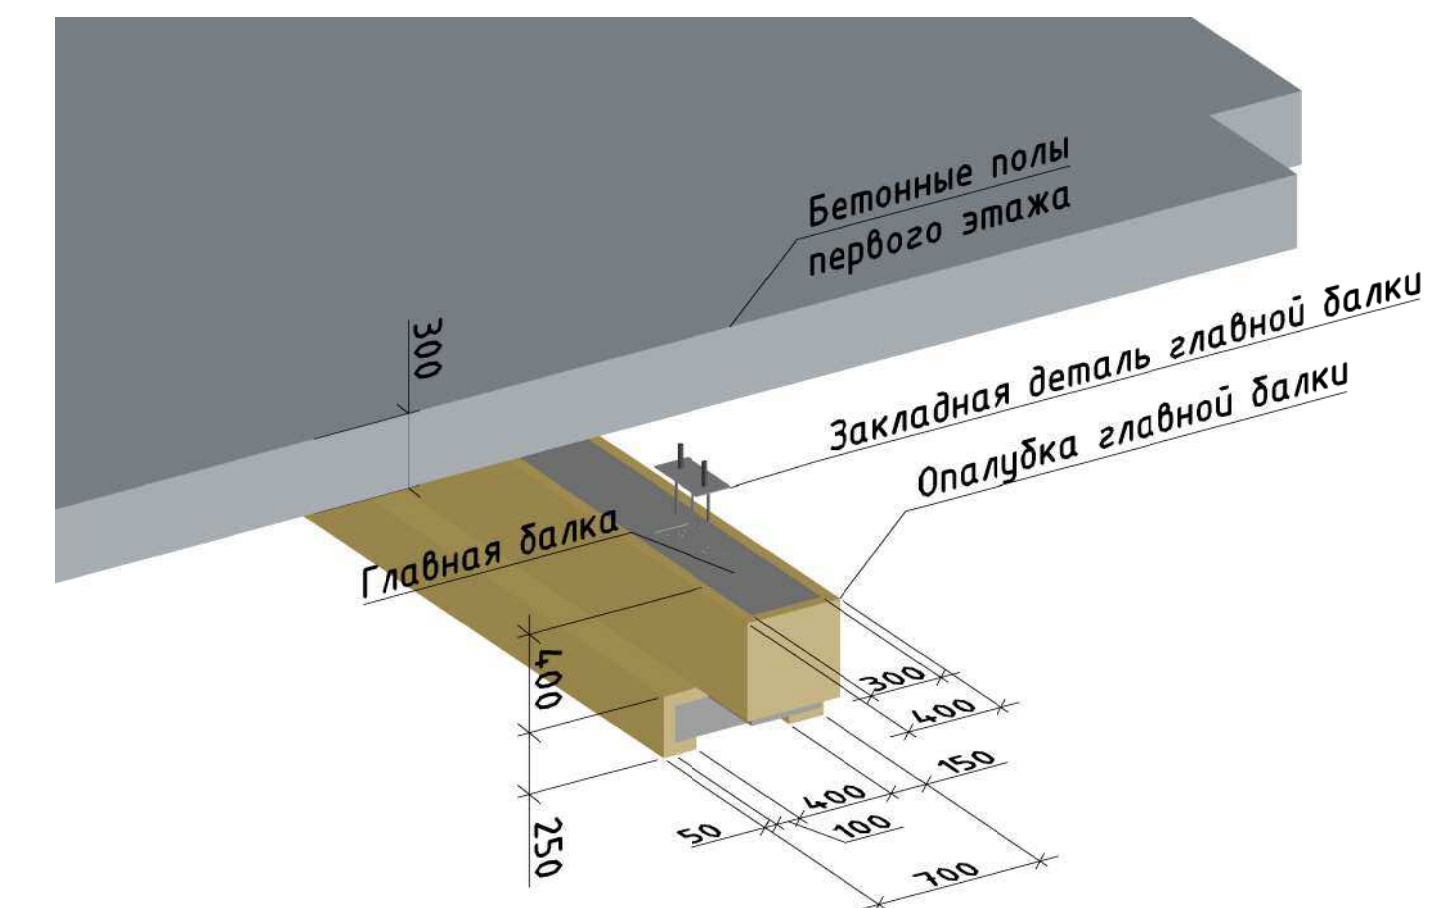 Бетонные полы
первого этажа
300
Закладная деталь главной балки
Опалубка главной балки
Главная балка
400
300
400
150
400
50
100
250
700